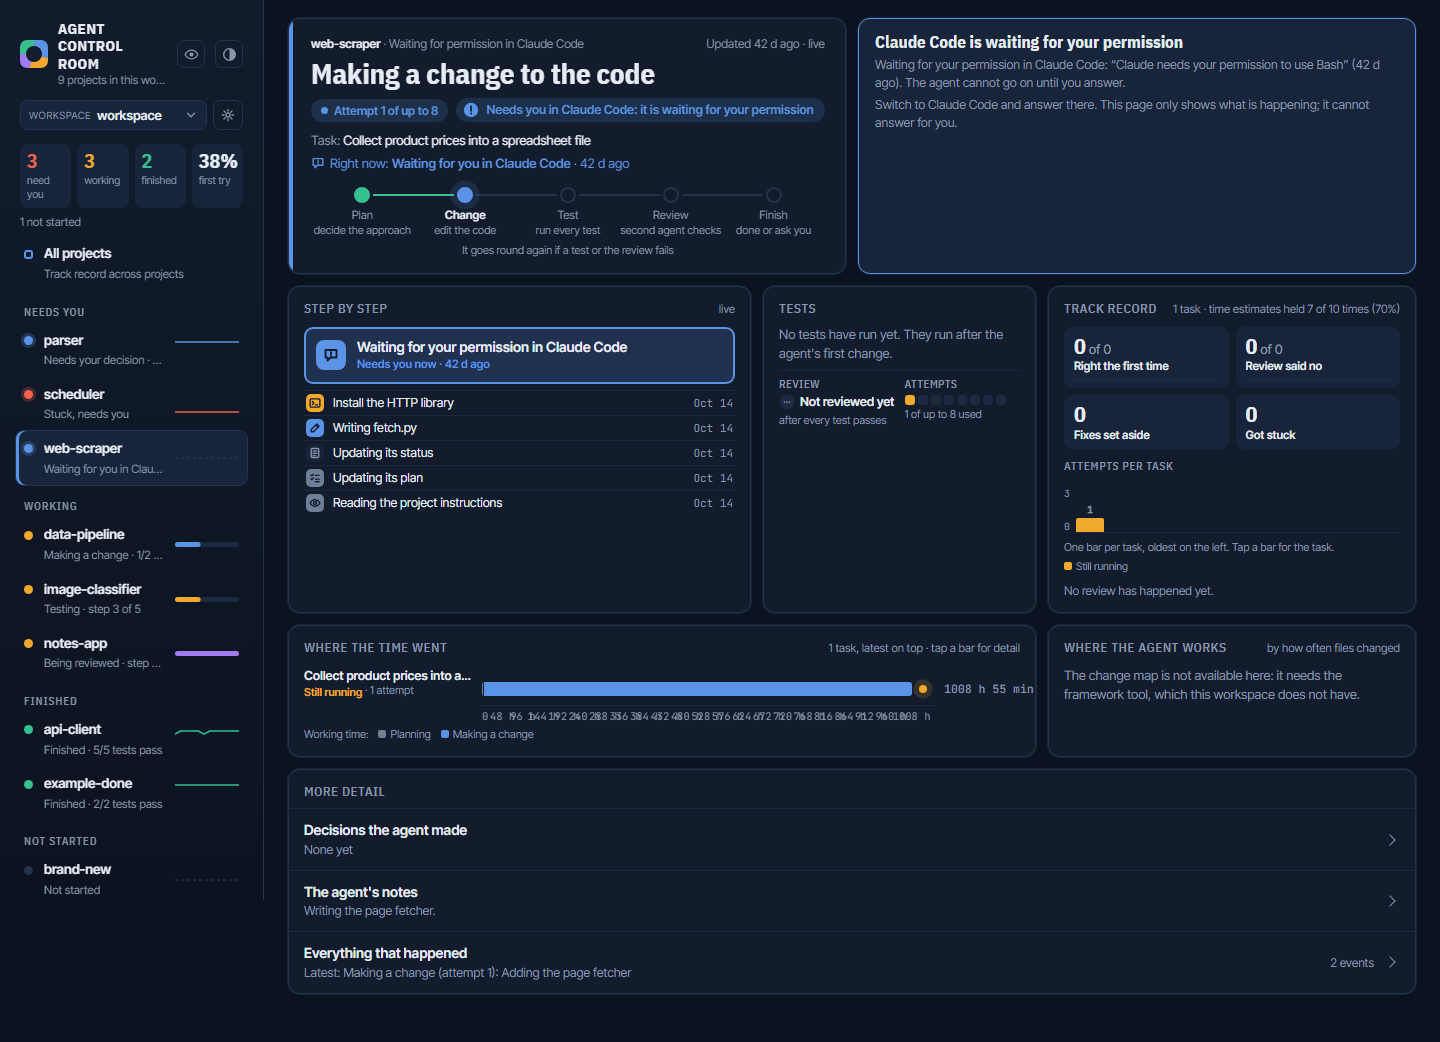 AGENT
CONTROL
ROOM
9 projects in this wo...
WORKSPACE workspace
3 need you
3 working
2 finished
38% first try
1 not started
All projects
Track record across projects
NEEDS YOU
parser
Needs your decision · ...
scheduler
Stuck, needs you
web-scraper
Waiting for you in Clau...
WORKING
data-pipeline
Making a change · 1/2 ...
image-classifier
Testing · step 3 of 5
notes-app
Being reviewed · step ...
FINISHED
api-client
Finished · 5/5 tests pass
example-done
Finished · 2/2 tests pass
NOT STARTED
brand-new
Not started
web-scraper · Waiting for permission in Claude Code
Updated 42 d ago · live
Making a change to the code
Attempt 1 of up to 8
Needs you in Claude Code: it is waiting for your permission
Task: Collect product prices into a spreadsheet file
Right now: Waiting for you in Claude Code · 42 d ago
Plan
decide the approach
Change
edit the code
Test
run every test
Review
second agent checks
Finish
done or ask you
It goes round again if a test or the review fails
Claude Code is waiting for your permission
Waiting for your permission in Claude Code: “Claude needs your permission to use Bash” (42 d
ago). The agent cannot go on until you answer.
Switch to Claude Code and answer there. This page only shows what is happening; it cannot
answer for you.
STEP BY STEP
live
Waiting for your permission in Claude Code
Needs you now · 42 d ago
Install the HTTP library Oct 14
Writing fetch.py Oct 14
Updating its status Oct 14
Updating its plan Oct 14
Reading the project instructions Oct 14
TESTS
No tests have run yet. They run after the
agent's first change.
REVIEW
Not reviewed yet
after every test passes
ATTEMPTS
1 of up to 8 used
TRACK RECORD
1 task · time estimates held 7 of 10 times (70%)
0 of 0
Right the first time
0 of 0
Review said no
0
Fixes set aside
0
Got stuck
ATTEMPTS PER TASK
3
1
0
One bar per task, oldest on the left. Tap a bar for the task.
Still running
No review has happened yet.
WHERE THE TIME WENT
1 task, latest on top · tap a bar for detail
Collect product prices into a...
Still running · 1 attempt
1008 h 55 min
Working time: Planning Making a change
WHERE THE AGENT WORKS
by how often files changed
The change map is not available here: it needs the
framework tool, which this workspace does not have.
MORE DETAIL
Decisions the agent made
None yet
The agent's notes
Writing the page fetcher.
Everything that happened
Latest: Making a change (attempt 1): Adding the page fetcher
2 events